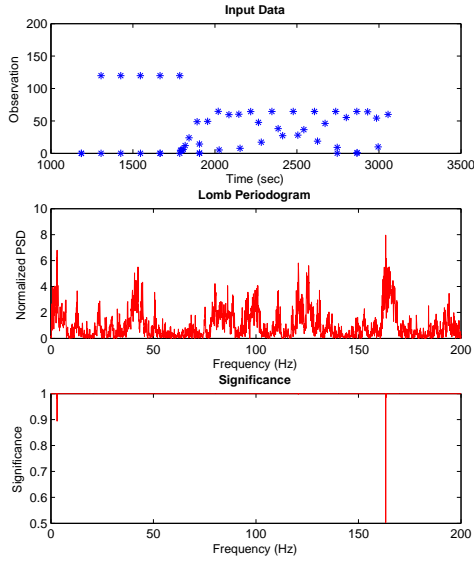 Input Data
200
150
100
50
0
Observation
1000 1500 2000 2500 3000 3500
Time (sec)
Lomb Periodogram
10
8
6
4
2
0
Normalized PSD
0 50 100 150 200
Frequency (Hz)
Significance
1
0.9
0.8
0.7
0.6
0.5
Significance
0 50 100 150 200
Frequency (Hz)